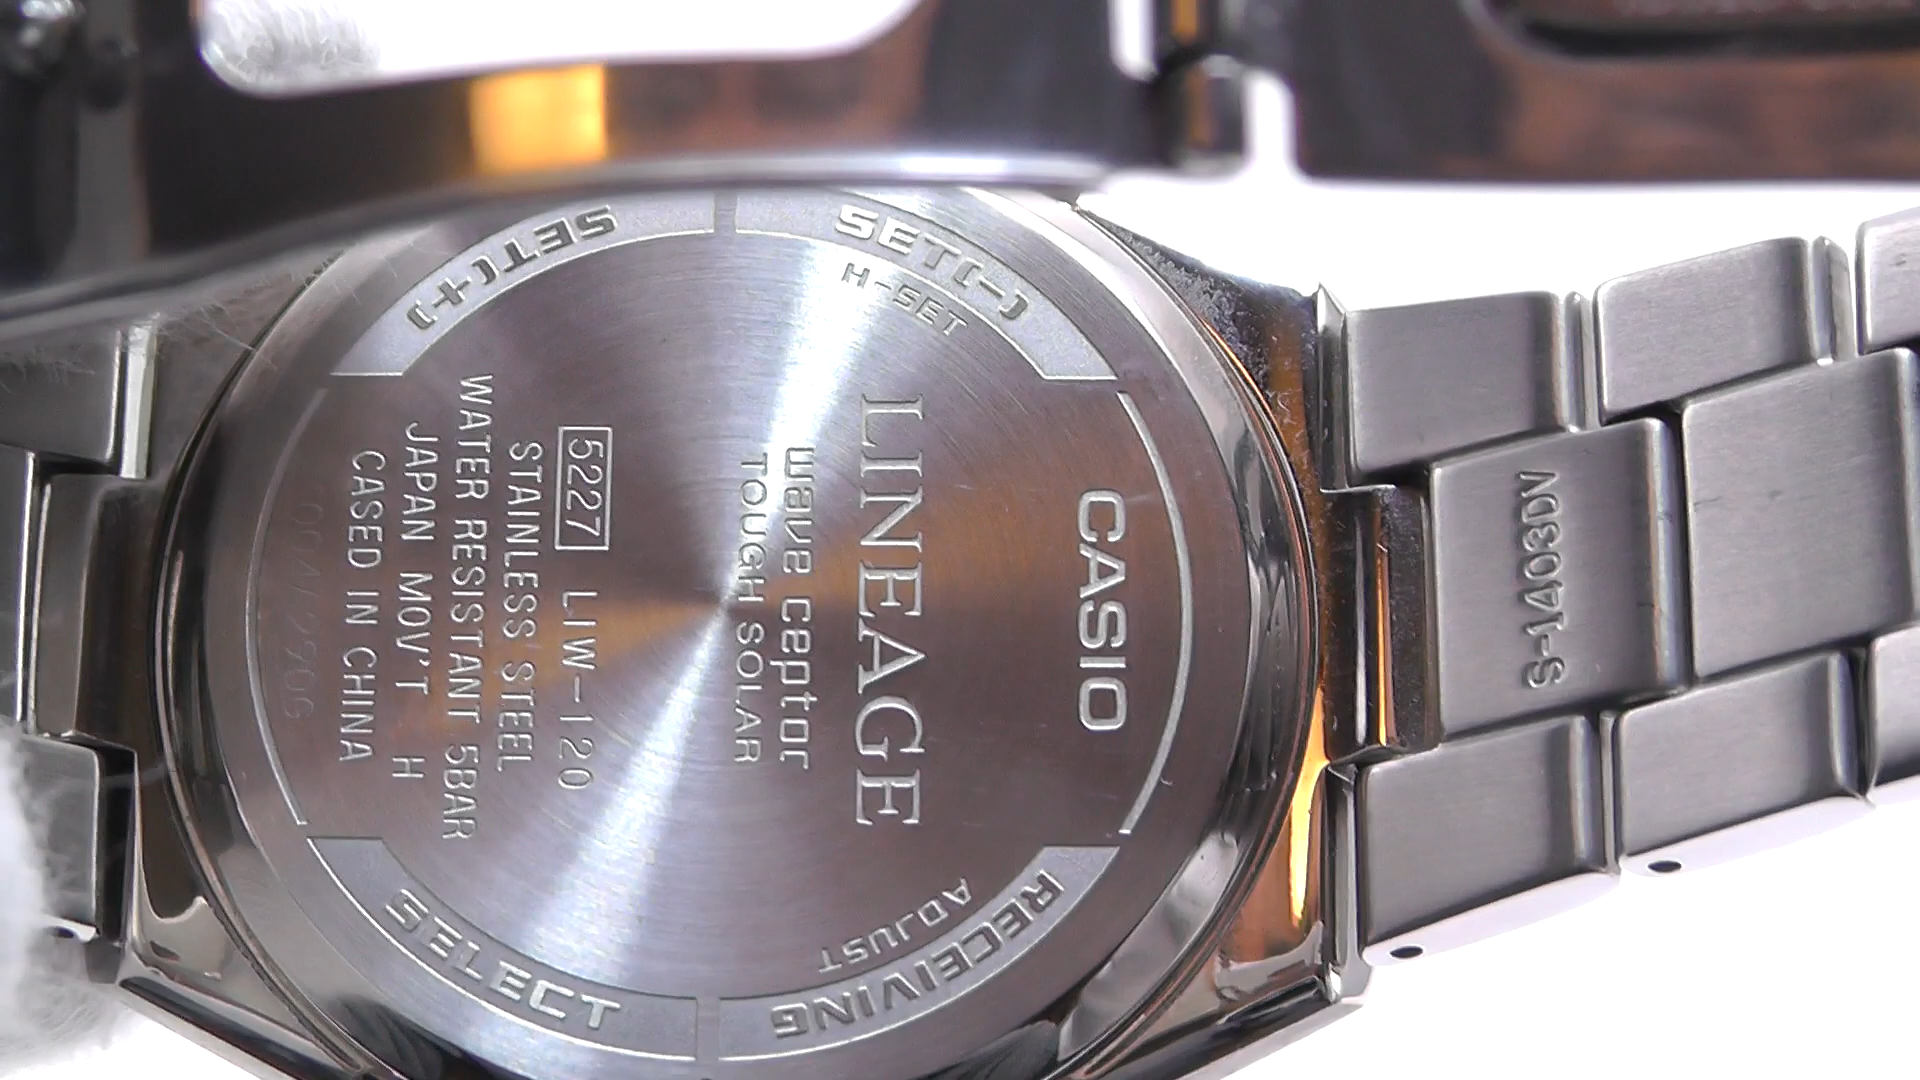 CASIO
LINEAGE
wave ceptor
TOUGH SOLAR
5227 LIW-120
STAINLESS STEEL
WATER RESISTANT 5BAR
JAPAN MOV'T H
CASED IN CHINA
SET(+)
SET(-)
H-SET
SELECT
RECEIVING
ADJUST
S-1403DV